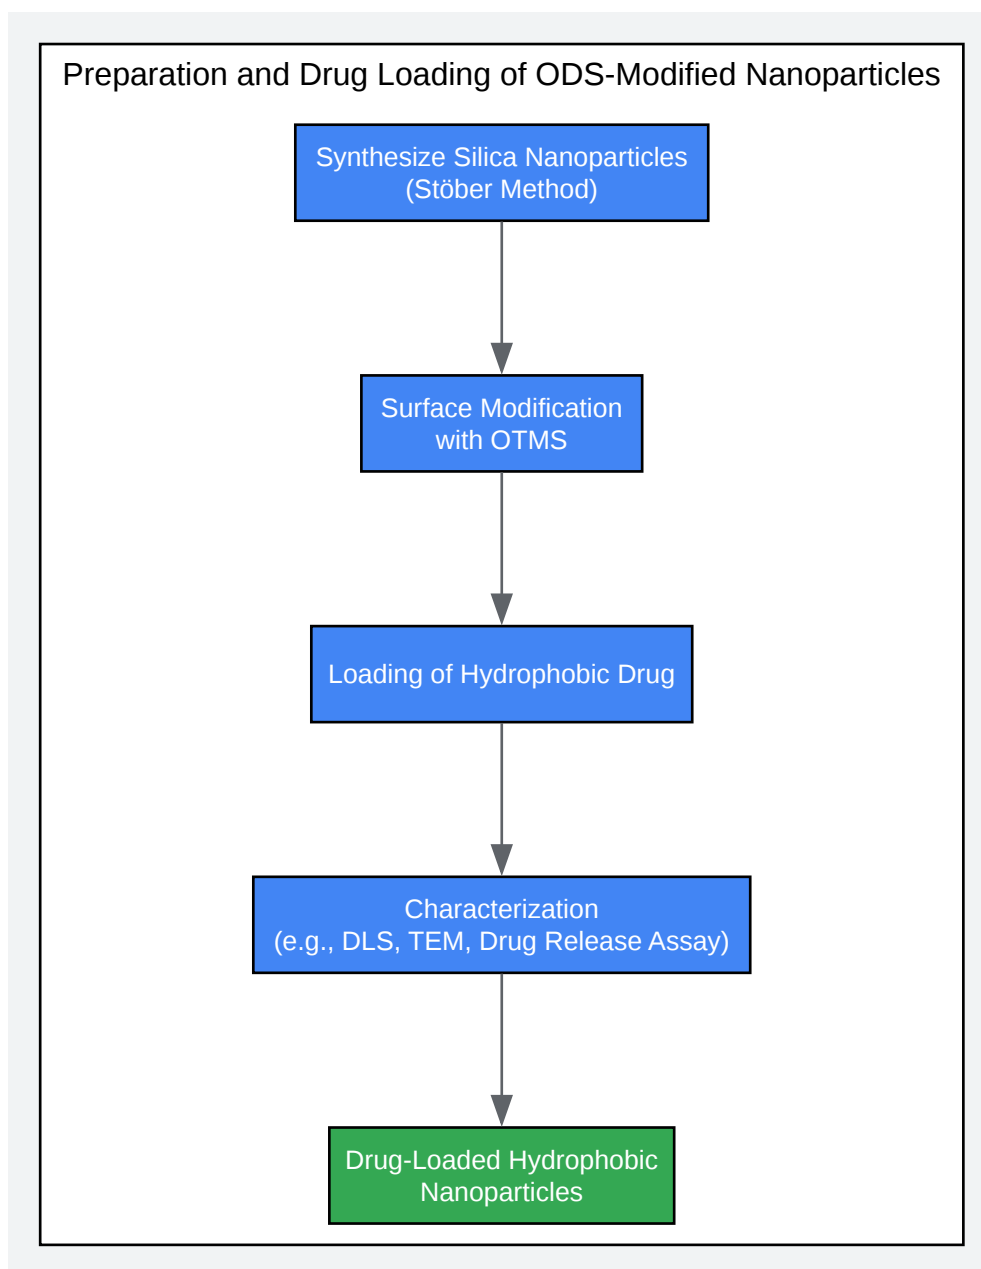 Preparation and Drug Loading of ODS-Modified Nanoparticles
Synthesize Silica Nanoparticles
(Stöber Method)
Surface Modification
with OTMS
Loading of Hydrophobic Drug
Characterization
(e.g., DLS, TEM, Drug Release Assay)
Drug-Loaded Hydrophobic
Nanoparticles